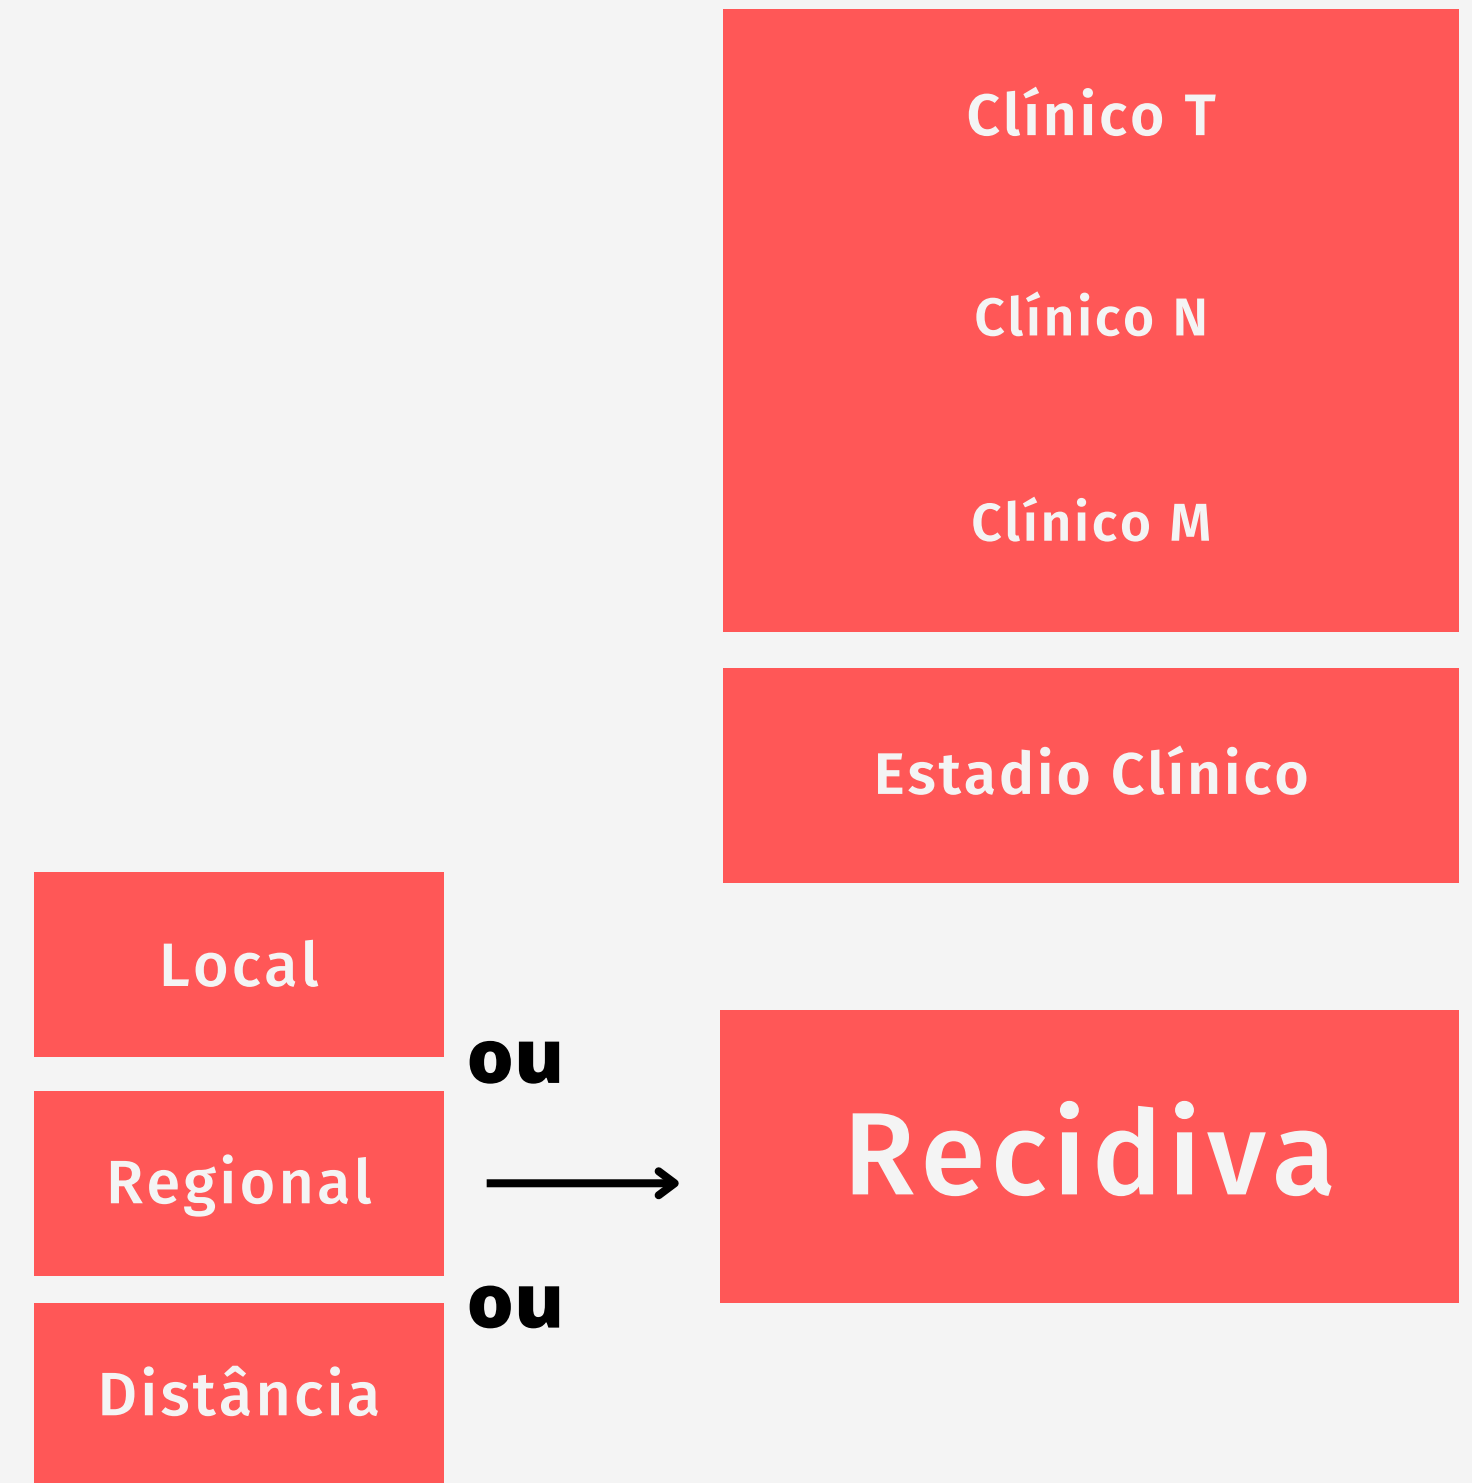 Clínico T
Clínico N
Clínico M
Estadio Clínico
Local
ou
Regional
Recidiva
ou
Distância